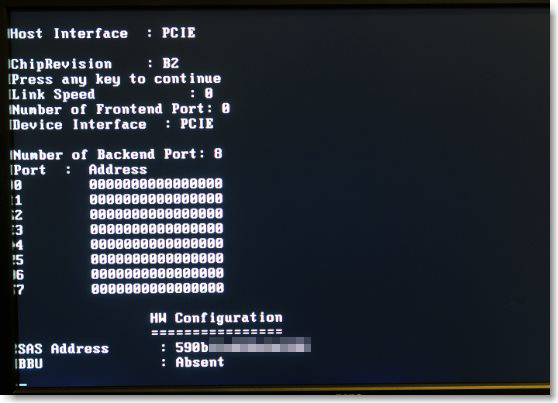 Host Interface : PCIE
ChipRevision : B2
Press any key to continue
Link Speed : 0
Number of Frontend Port: 0
Device Interface : PCIE
Number of Backend Port: 8
Port : Address
0 0000000000000000
1 0000000000000000
2 0000000000000000
3 0000000000000000
4 0000000000000000
5 0000000000000000
6 0000000000000000
7 0000000000000000
HW Configuration
================
SAS Address : 590b
BBU : Absent